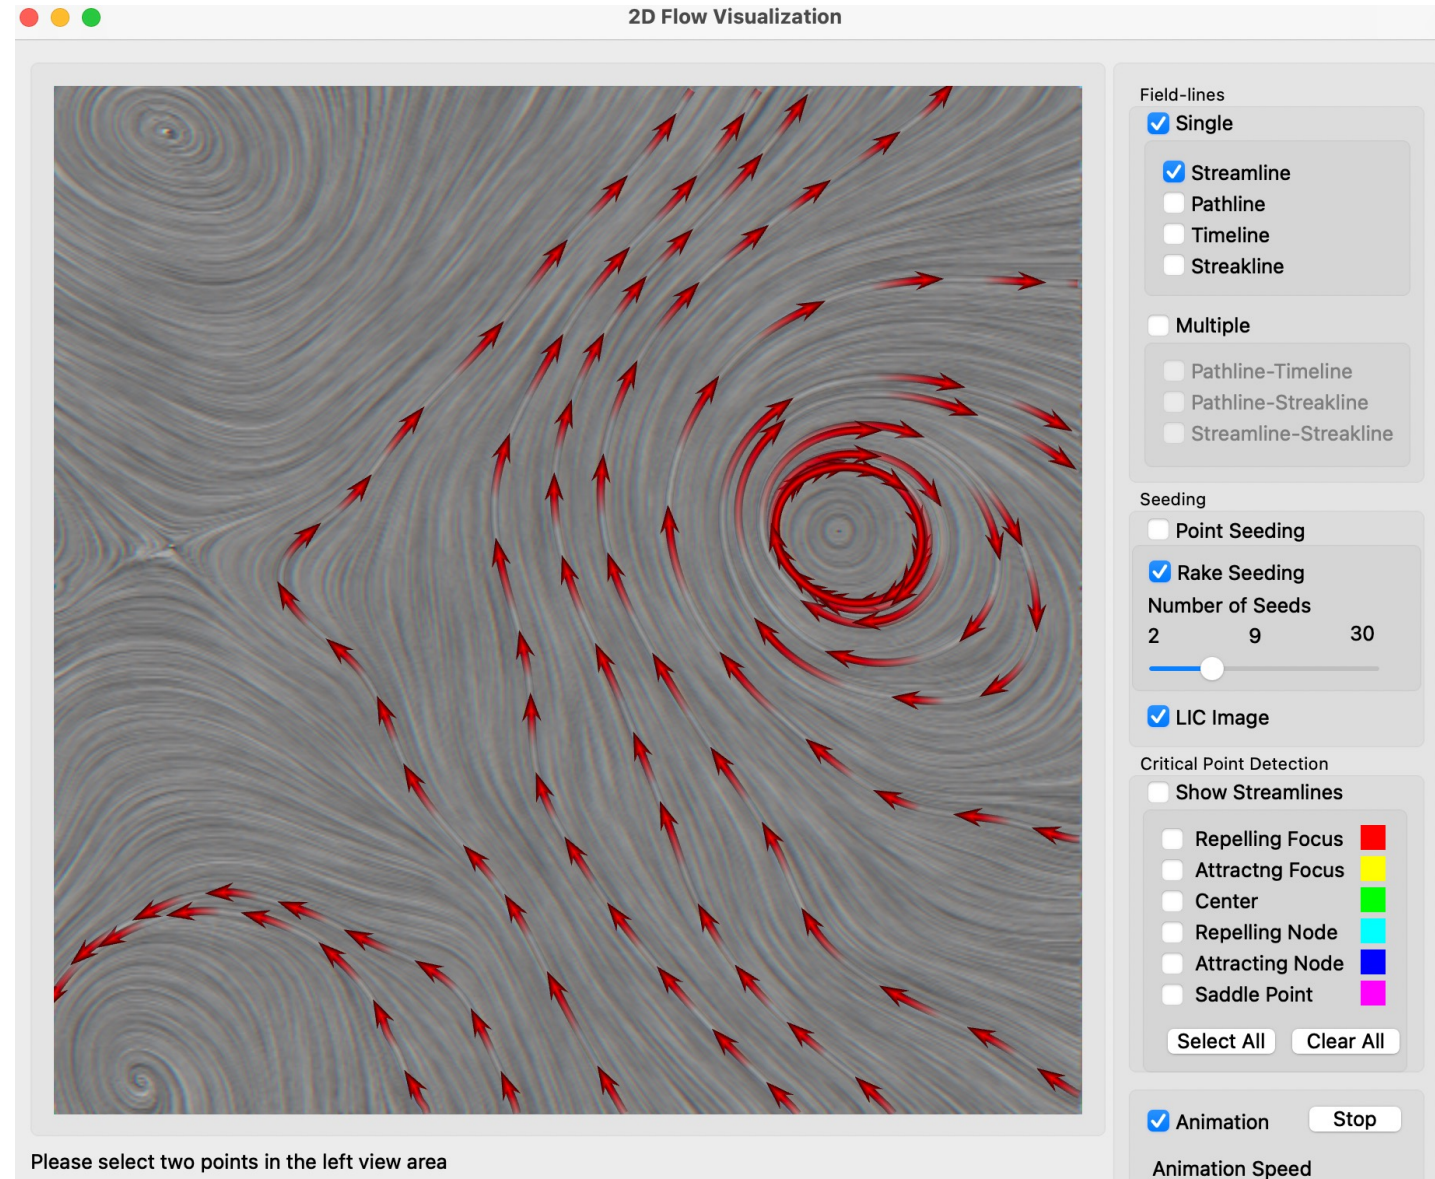 2D Flow Visualization
Field-lines
Single
Streamline
Pathline
Timeline
Streakline
Multiple
Pathline-Timeline
Pathline-Streakline
Streamline-Streakline
Seeding
Point Seeding
Rake Seeding
Number of Seeds
2 9 30
LIC Image
Critical Point Detection
Show Streamlines
Repelling Focus
Attractng Focus
Center
Repelling Node
Attracting Node
Saddle Point
Select All Clear All
Animation Stop
Animation Speed
Please select two points in the left view area